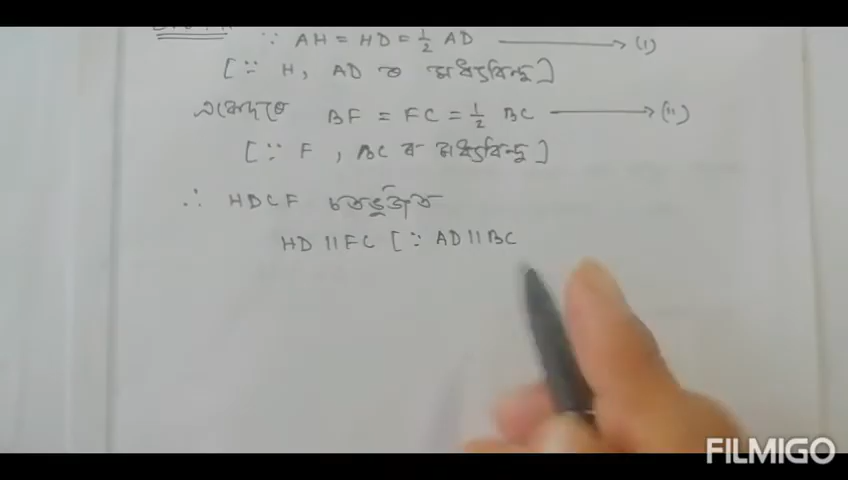 ∵ AH = HD = 1/2 AD ⟶ (I)
[∵ H, AD ৰ মধ্যবিন্দু]
একেদৰে BF = FC = 1/2 BC ⟶ (II)
[∵ F, BC ৰ মধ্যবিন্দু]
∴ HDCF চতুৰ্ভূজত
HD || FC [∵ AD || BC
FILMIGO